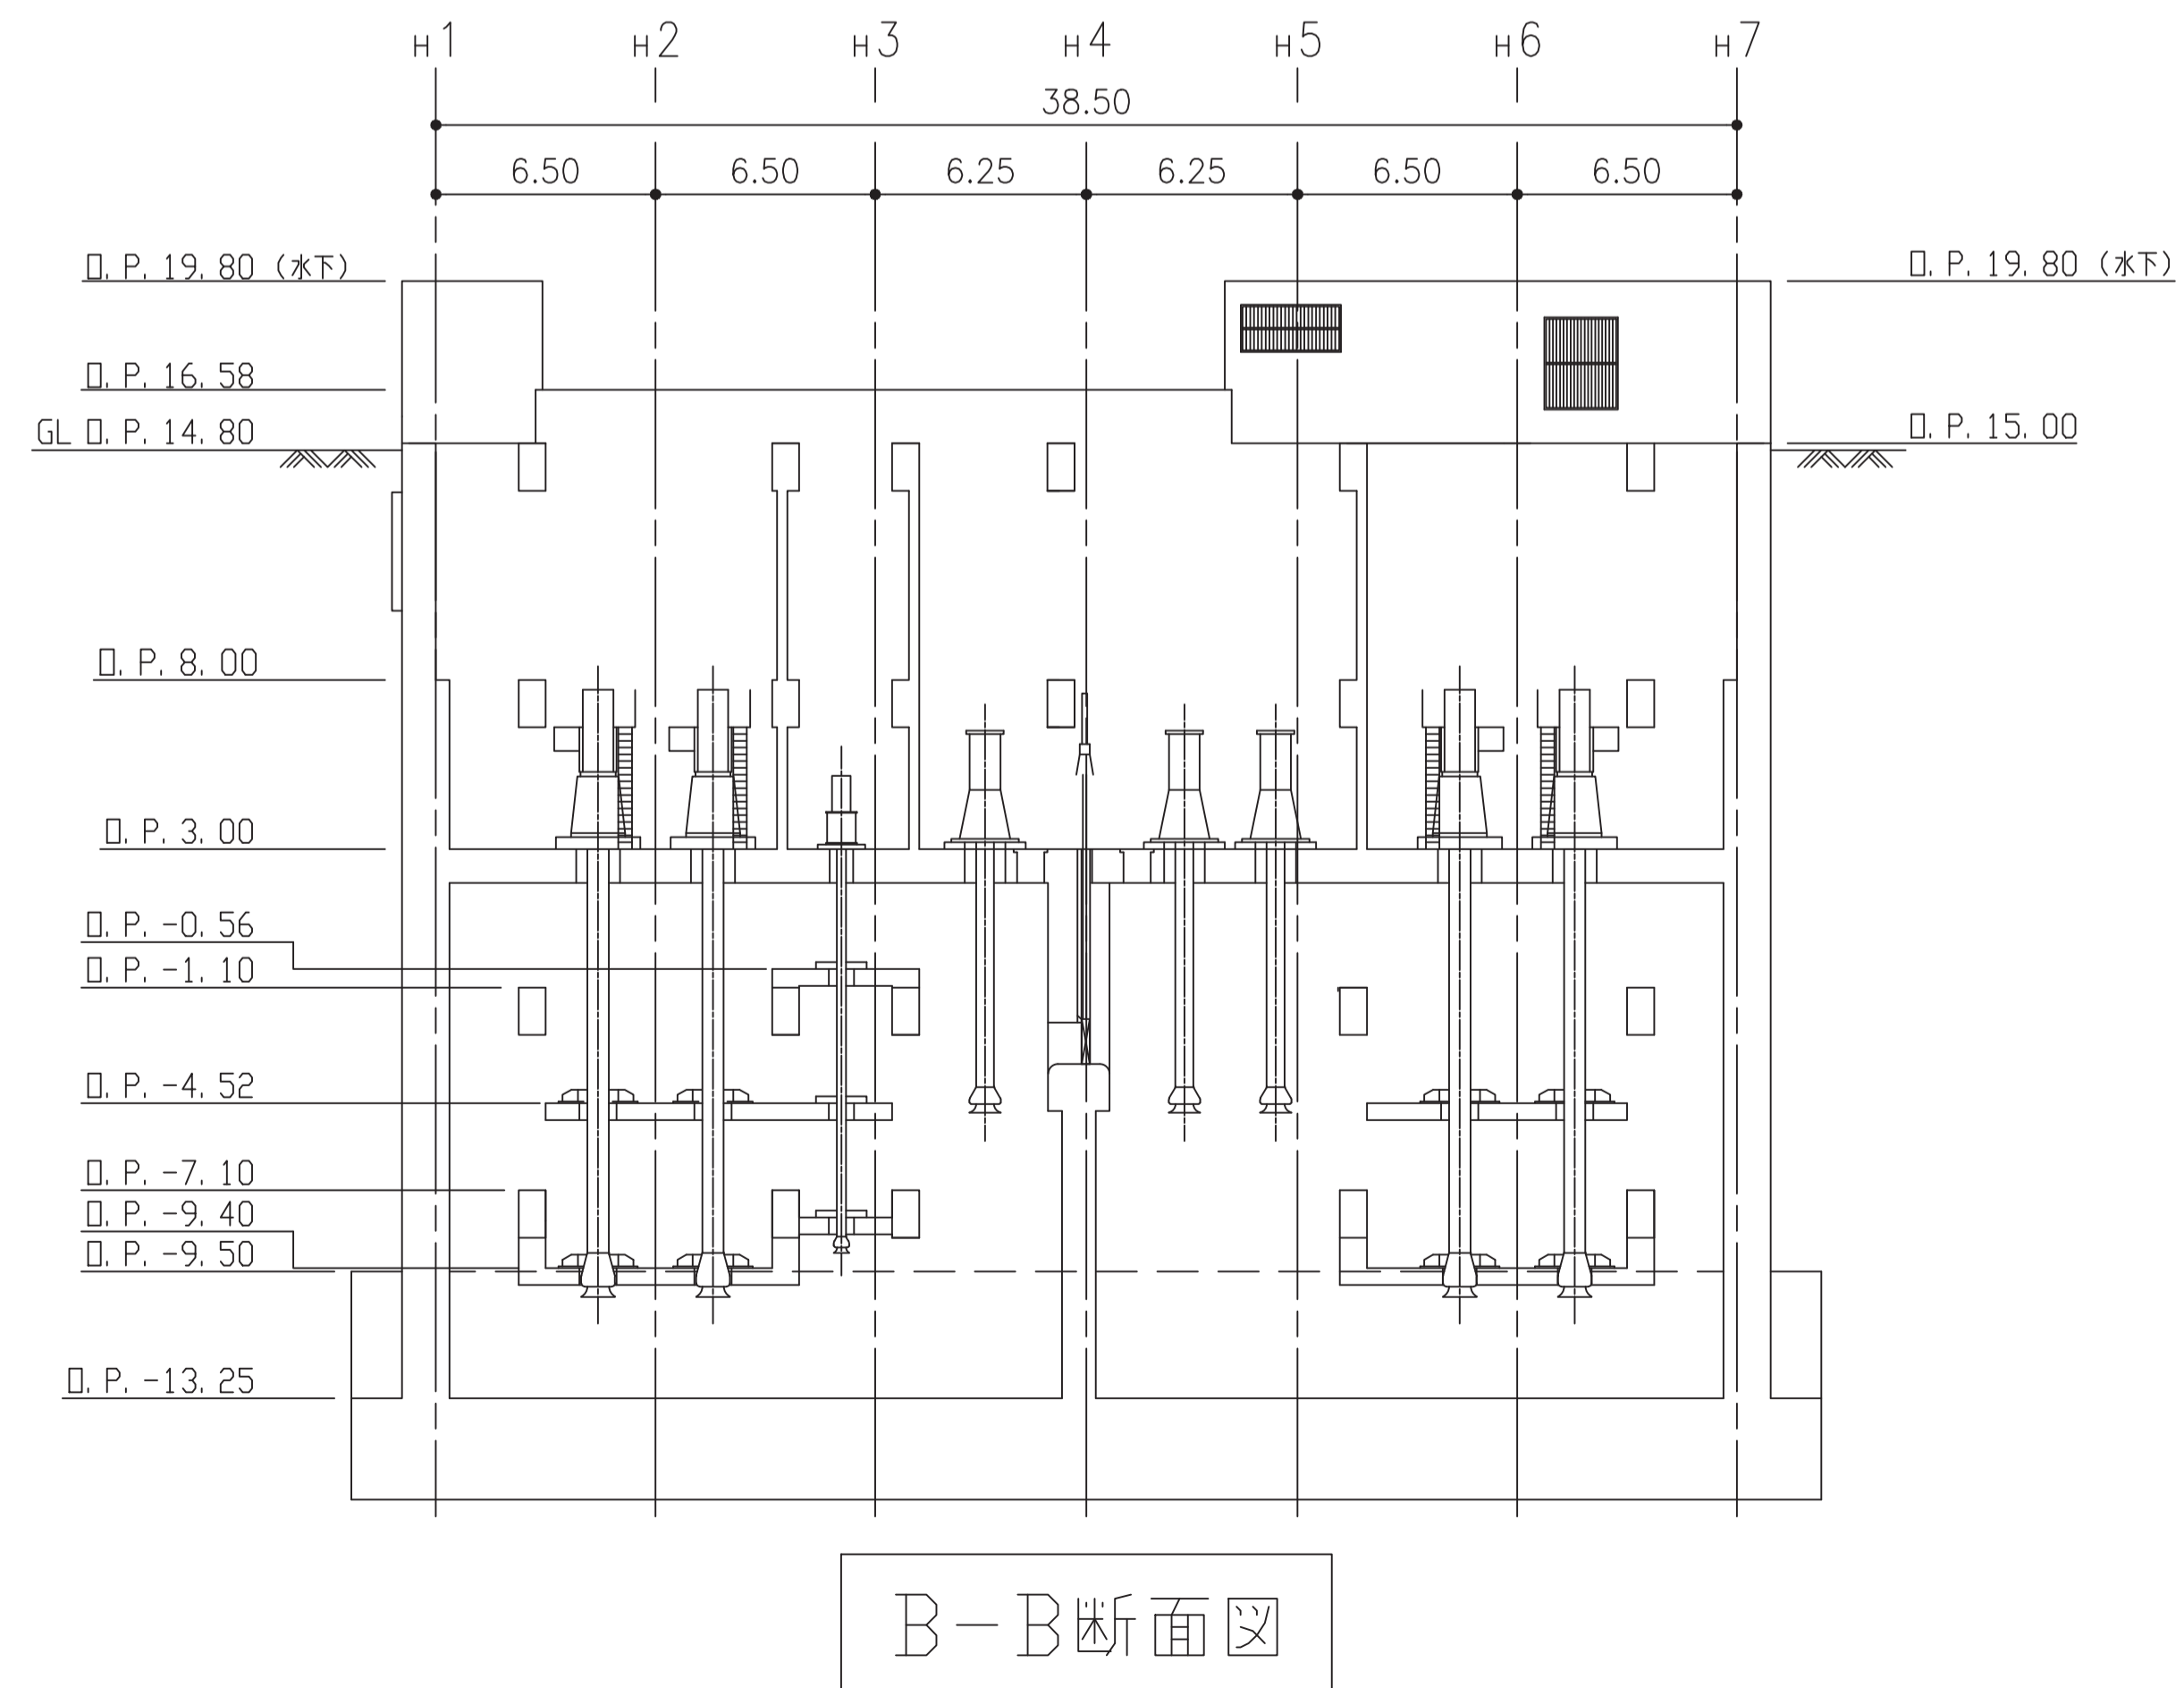 H1 H2 H3 H4 H5 H6 H7
38.50
6.50 6.50 6.25 6.25 6.50 6.50
O.P. 19.80 (水下)
O.P. 19.80 (水下)
O.P. 16.58
GL O.P. 14.80
O.P. 15.00
O.P. 8.00
O.P. 3.00
O.P. -0.56
O.P. -1.10
O.P. -4.52
O.P. -7.10
O.P. -9.40
O.P. -9.50
O.P. -13.25
B-B断面図